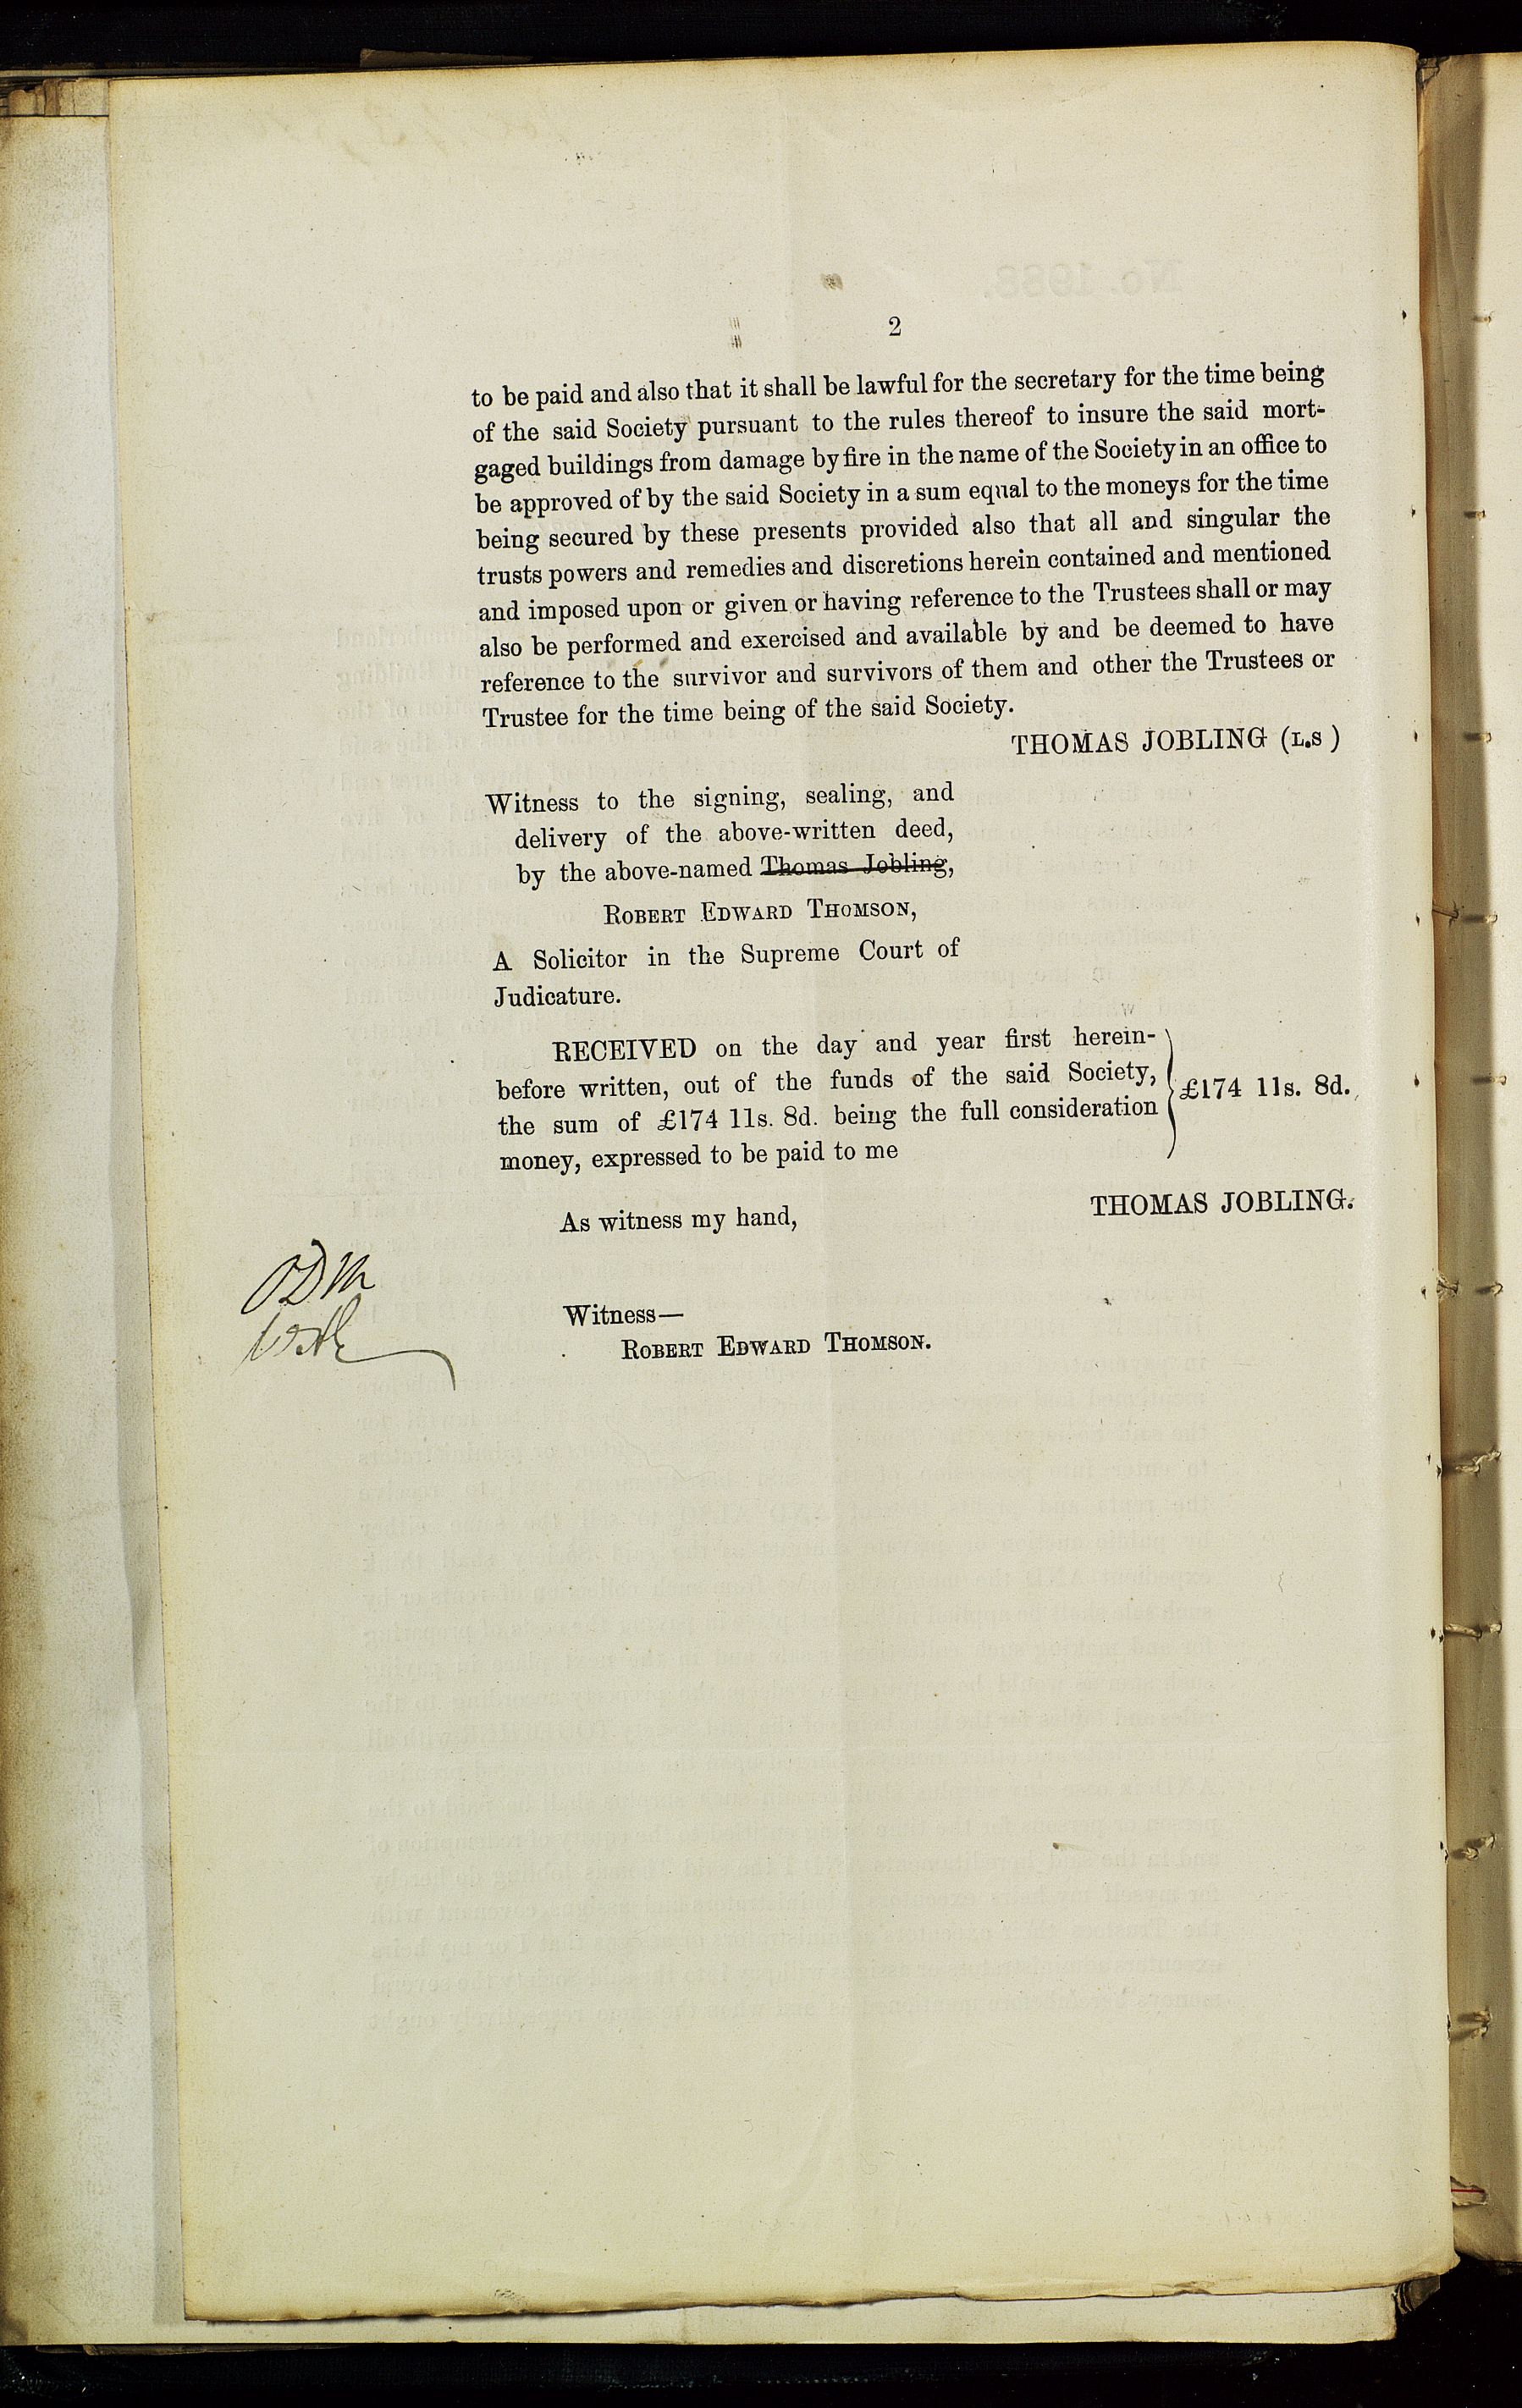 2
to be paid and also that it shall be lawful for the secretary for the time being
of the said Society pursuant to the rules thereof to insure the said mort-
gaged buildings from damage by fire in the name of the Society in an office to
be approved of by the said Society in a sum equal to the moneys for the time
being secured by these presents provided also that all and singular the
trusts powers and remedies and discretions herein contained and mentioned
and imposed upon or given or having reference to the Trustees shall or may
also be performed and exercised and available by and be deemed to have
reference to the survivor and survivors of them and other the Trustees or
Trustee for the time being of the said Society.
THOMAS JOBLING (L.S )
Witness to the signing, sealing, and
delivery of the above-written deed,
by the above-named Thomas Jobling,
ROBERT EDWARD THOMSON,
A Solicitor in the Supreme Court of
Judicature.
RECEIVED on the day and year first herein-
before written, out of the funds of the said Society,
the sum of £174 11s. 8d. being the full consideration
money, expressed to be paid to me
£174 11s. 8d.
As witness my hand,
THOMAS JOBLING.
Witness—
ROBERT EDWARD THOMSON.